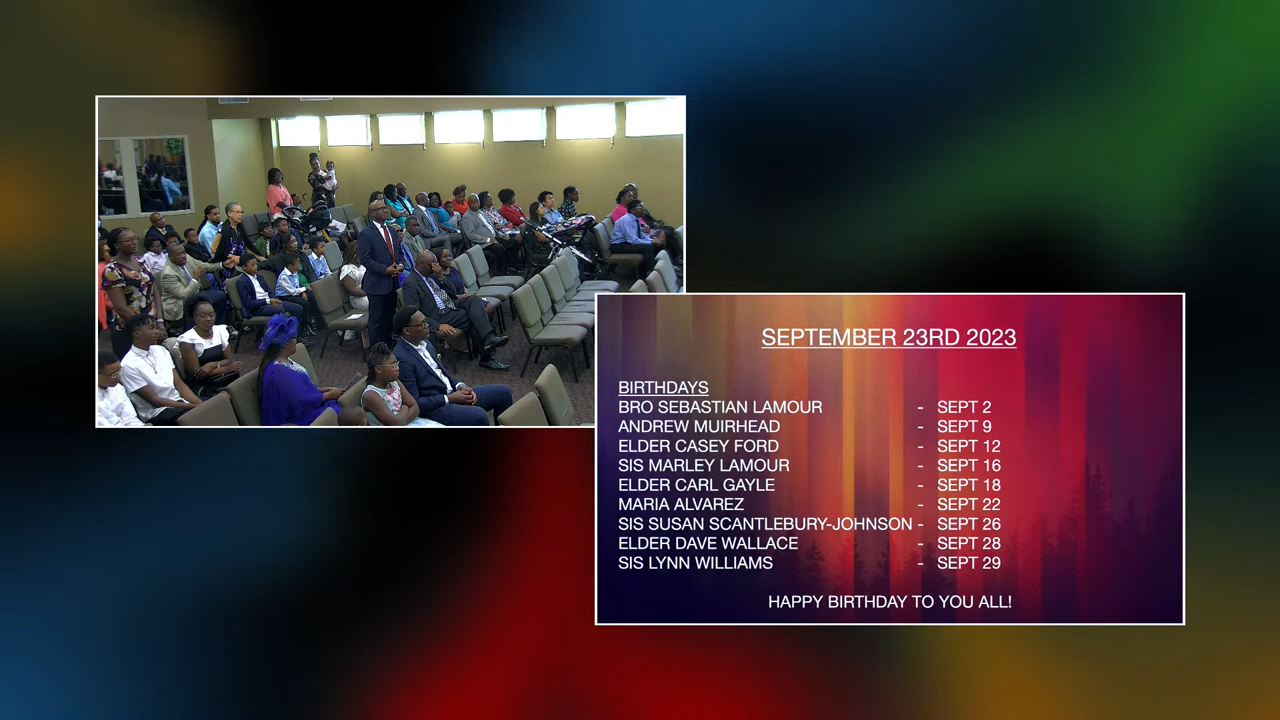 SEPTEMBER 23RD 2023
BIRTHDAYS
BRO SEBASTIAN LAMOUR - SEPT 2
ANDREW MUIRHEAD - SEPT 9
ELDER CASEY FORD - SEPT 12
SIS MARLEY LAMOUR - SEPT 16
ELDER CARL GAYLE - SEPT 18
MARIA ALVAREZ - SEPT 22
SIS SUSAN SCANTLEBURY-JOHNSON - SEPT 26
ELDER DAVE WALLACE - SEPT 28
SIS LYNN WILLIAMS - SEPT 29
HAPPY BIRTHDAY TO YOU ALL!